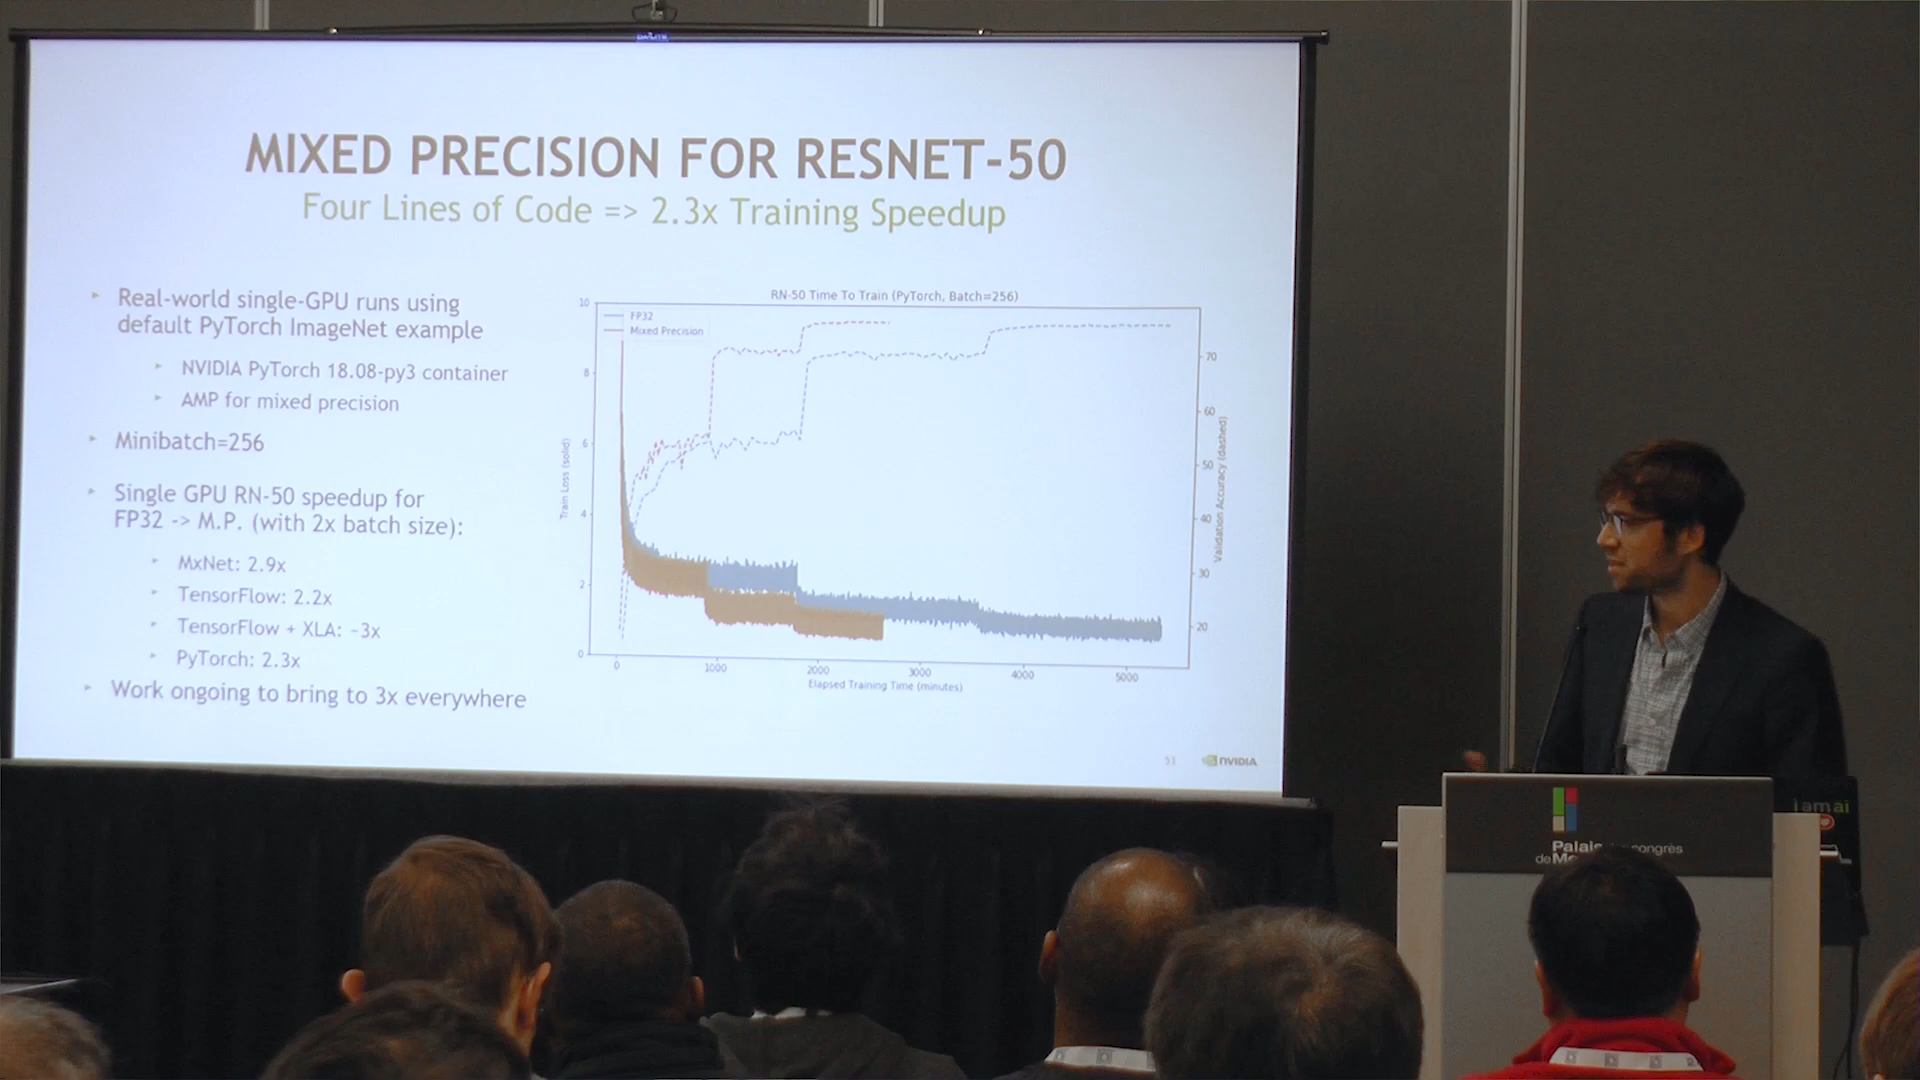 MIXED PRECISION FOR RESNET-50
Four Lines of Code => 2.3x Training Speedup
Real-world single-GPU runs using
default PyTorch ImageNet example
NVIDIA PyTorch 18.08-py3 container
AMP for mixed precision
Minibatch=256
Single GPU RN-50 speedup for
FP32 -> M.P. (with 2x batch size):
MxNet: 2.9x
TensorFlow: 2.2x
TensorFlow + XLA: ~3x
PyTorch: 2.3x
Work ongoing to bring to 3x everywhere
RN-50 Time To Train (PyTorch, Batch=256)
FP32
Mixed Precision
Train Loss (solid)
10
8
6
4
2
0
0
1000
2000
3000
4000
5000
Elapsed Training Time (minutes)
70
60
50
40
30
20
Validation Accuracy (dashed)
NVIDIA
i am ai
Palais congrès
de